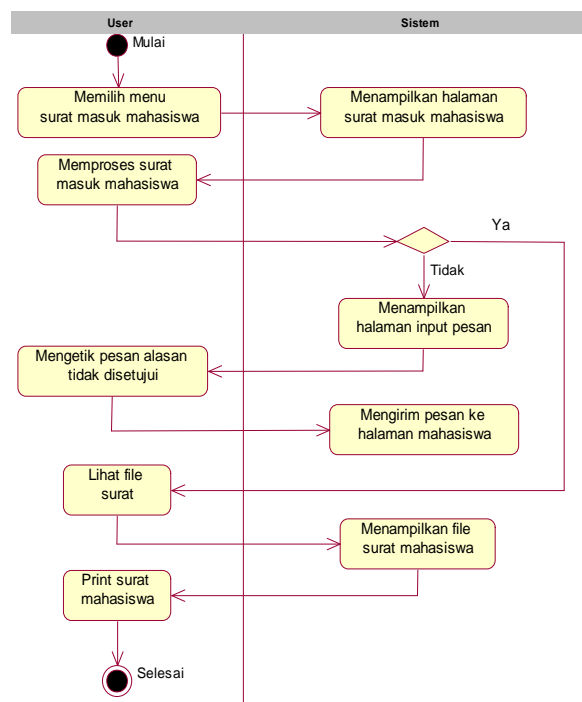 User
Sistem
Mulai
Memilih menu
surat masuk mahasiswa
Menampilkan halaman
surat masuk mahasiswa
Memproses surat
masuk mahasiswa
Ya
Tidak
Menampilkan
halaman input pesan
Mengetik pesan alasan
tidak disetujui
Mengirim pesan ke
halaman mahasiswa
Lihat file
surat
Menampilkan file
surat mahasiswa
Print surat
mahasiswa
Selesai